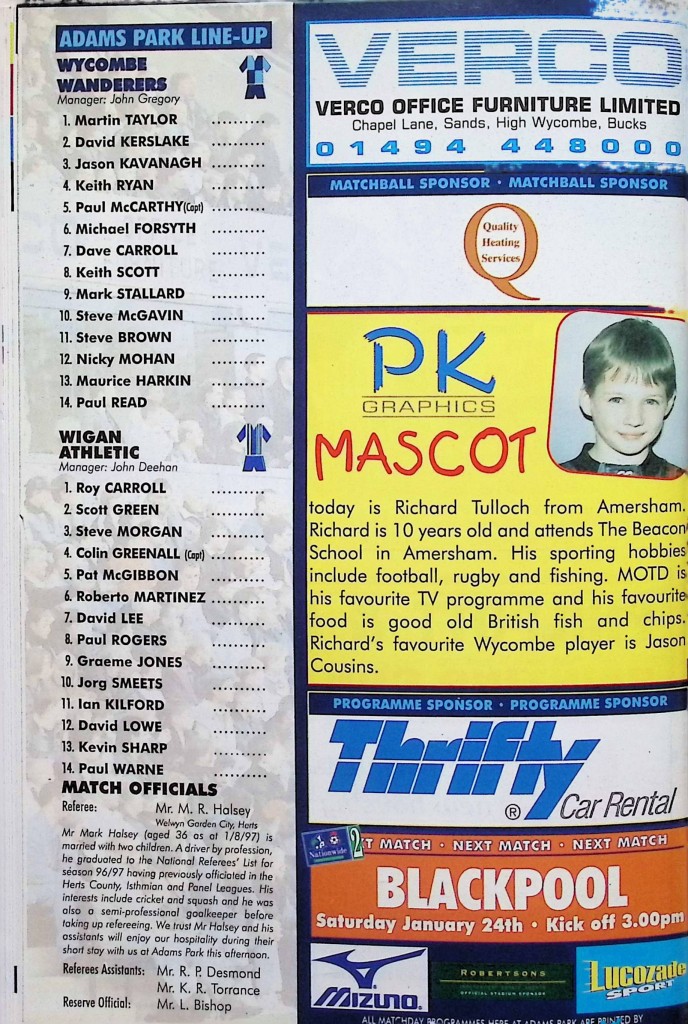 ADAMS PARK LINE-UP
WYCOMBE
WANDERERS
Manager: John Gregory
1. Martin TAYLOR ..........
2. David KERSLAKE ..........
3. Jason KAVANAGH ..........
4. Keith RYAN ..........
5. Paul McCARTHY(Capt) ..........
6. Michael FORSYTH ..........
7. Dave CARROLL ..........
8. Keith SCOTT ..........
9. Mark STALLARD ..........
10. Steve McGAVIN ..........
11. Steve BROWN ..........
12. Nicky MOHAN ..........
13. Maurice HARKIN ..........
14. Paul READ ..........
WIGAN
ATHLETIC
Manager: John Deehan
1. Roy CARROLL ..........
2. Scott GREEN ..........
3. Steve MORGAN ..........
4. Colin GREENALL (Capt) ..........
5. Pat McGIBBON ..........
6. Roberto MARTINEZ ..........
7. David LEE ..........
8. Paul ROGERS ..........
9. Graeme JONES ..........
10. Jorg SMEETS ..........
11. Ian KILFORD ..........
12. David LOWE ..........
13. Kevin SHARP ..........
14. Paul WARNE ..........
MATCH OFFICIALS
Referee: Mr. M. R. Halsey
Welwyn Garden City, Herts
Mr Mark Halsey (aged 36 as at 1/8/97) is
married with two children. A driver by profession,
he graduated to the National Referees' List for
season 96/97 having previously officiated in the
Herts County, Isthmian and Panel Leagues. His
interests include cricket and squash and he was
also a semi-professional goalkeeper before
taking up refereeing. We trust Mr Halsey and his
assistants will enjoy our hospitality during their
short stay with us at Adams Park this afternoon.
Referees Assistants: Mr. R. P. Desmond
Mr. K. R. Torrance
Reserve Official: Mr. L. Bishop
VERCO
VERCO OFFICE FURNITURE LIMITED
Chapel Lane, Sands, High Wycombe, Bucks
01494 448000
MATCHBALL SPONSOR • MATCHBALL SPONSOR
Quality
Heating
Services
PK
GRAPHICS
MASCOT
today is Richard Tulloch from Amersham.
Richard is 10 years old and attends The Beacon
School in Amersham. His sporting hobbies
include football, rugby and fishing. MOTD is
his favourite TV programme and his favourite
food is good old British fish and chips.
Richard's favourite Wycombe player is Jason
Cousins.
PROGRAMME SPONSOR • PROGRAMME SPONSOR
Thrifty
® Car Rental
Nationwide 2
T MATCH • NEXT MATCH • NEXT MATCH
BLACKPOOL
Saturday January 24th • Kick off 3.00pm
MIZUNO
ROBERTSONS
OFFICIAL STADIUM SPONSOR
Lucozade
SPORT
ALL MATCHDAY PROGRAMMES HERE AT ADAMS PARK ARE PRINTED BY